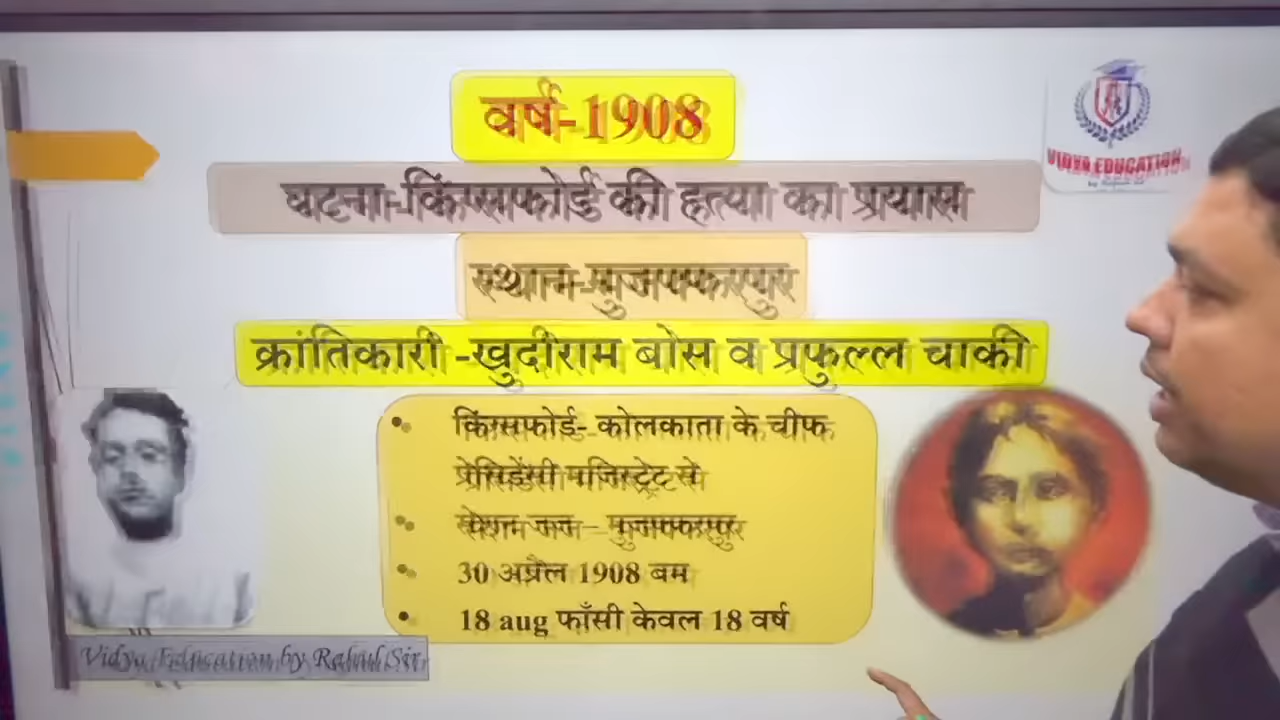 वर्ष-1908
VIDYA EDUCATION
घटना-किंग्सफोर्ड की हत्या का प्रयास
स्थान-मुजफ्फरपुर
क्रांतिकारी -खुदीराम बोस व प्रफुल्ल चाकी
किंग्सफोर्ड- कोलकाता के चीफ
प्रेसिडेंसी मजिस्ट्रेट से
सेशन जज – मुजफ्फरपुर
30 अप्रैल 1908 बम
18 aug फाँसी केवल 18 वर्ष
Vidya Education by Rahul Sir